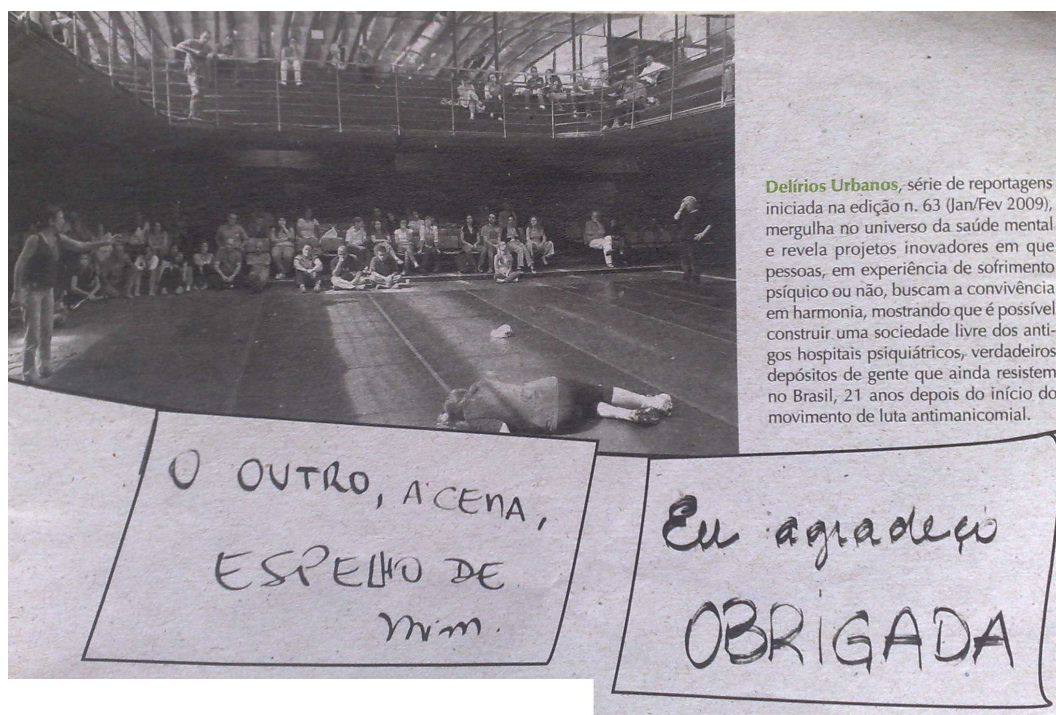 Delírios Urbanos, série de reportagens
iniciada na edição n. 63 (Jan/Fev 2009),
mergulha no universo da saúde mental
e revela projetos inovadores em que
pessoas, em experiência de sofrimento
psíquico ou não, buscam a convivência
em harmonia, mostrando que é possível
construir uma sociedade livre dos anti-
gos hospitais psiquiátricos, verdadeiros
depósitos de gente que ainda resistem
no Brasil, 21 anos depois do início do
movimento de luta antimanicomial.
O OUTRO, A CENA,
ESPELHO DE
mim.
Eu agradeço
OBRIGADA